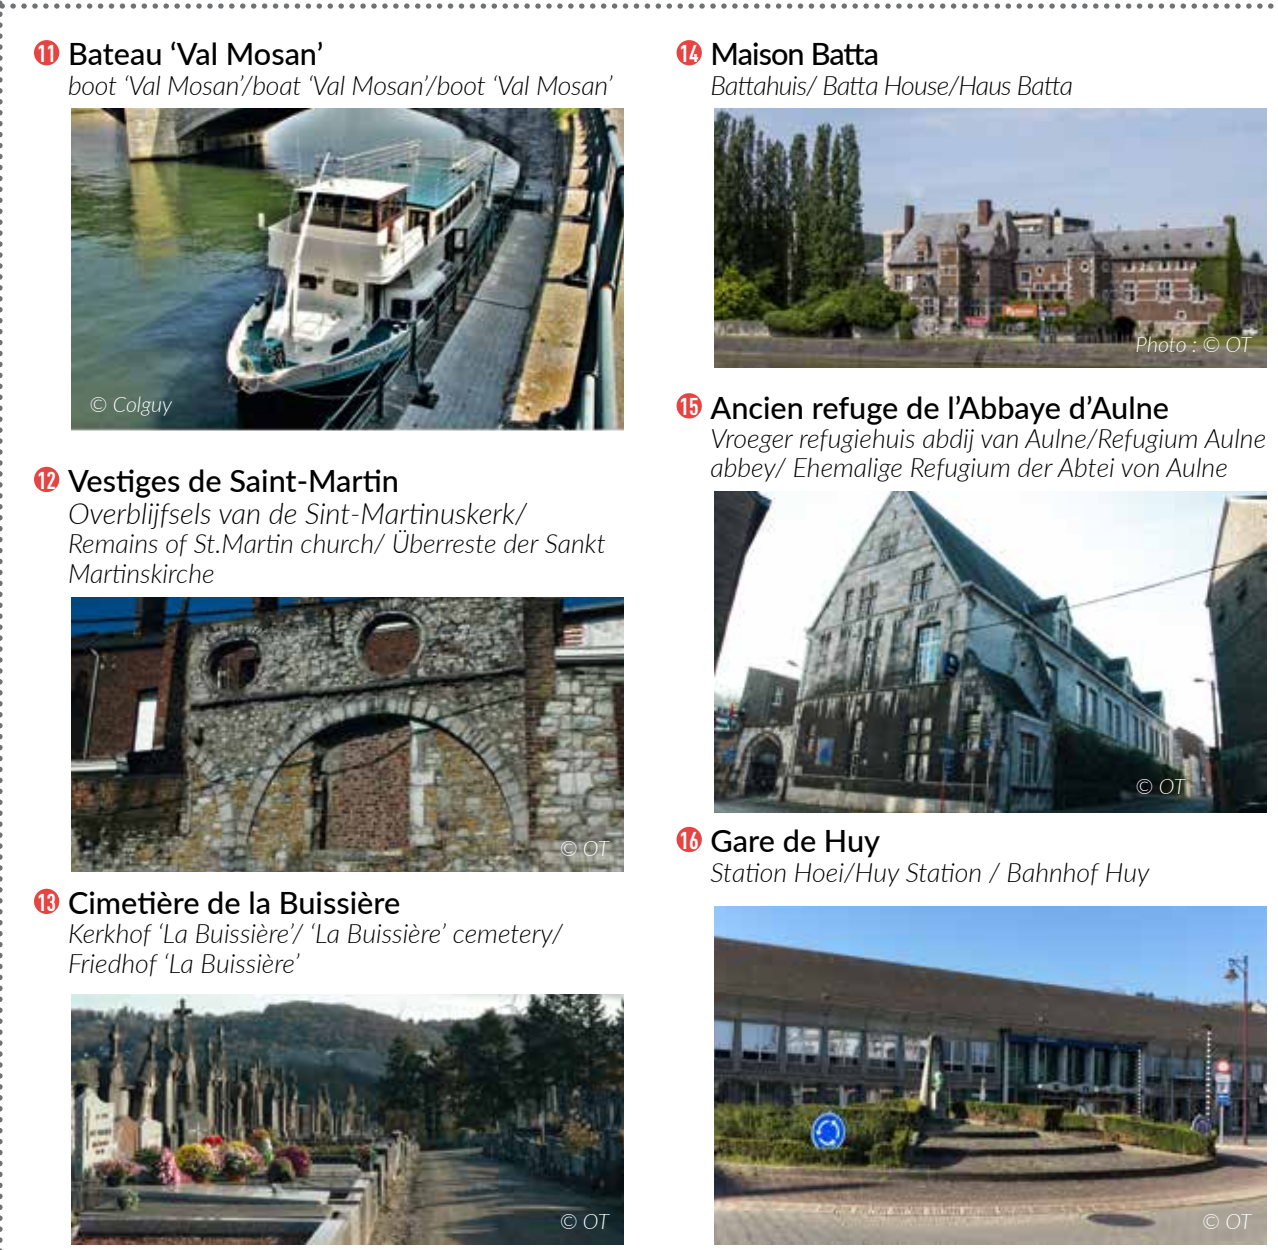 11 Bateau ‘Val Mosan’
boot ‘Val Mosan’/boat ‘Val Mosan’/boot ‘Val Mosan’
© Colguy
12 Vestiges de Saint-Martin
Overblijfsels van de Sint-Martinuskerk/
Remains of St.Martin church/ Überreste der Sankt
Martinskirche
© OT
13 Cimetière de la Buissière
Kerkhof ‘La Buissière’/ ‘La Buissière’ cemetery/
Friedhof ‘La Buissière’
© OT
14 Maison Batta
Battahuis/ Batta House/Haus Batta
Photo : © OT
15 Ancien refuge de l’Abbaye d’Aulne
Vroeger refugiehuis abdij van Aulne/Refugium Aulne
abbey/ Ehemalige Refugium der Abtei von Aulne
© OT
16 Gare de Huy
Station Hoei/Huy Station / Bahnhof Huy
© OT